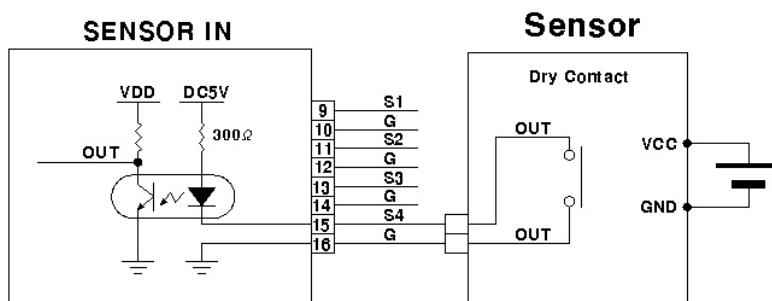 SENSOR IN
VDD DC5V
300Ω
OUT
9 S1
10 G
11 S2
12 G
13 S3
14 G
15 S4
16 G
Sensor
Dry Contact
OUT
OUT
VCC
GND